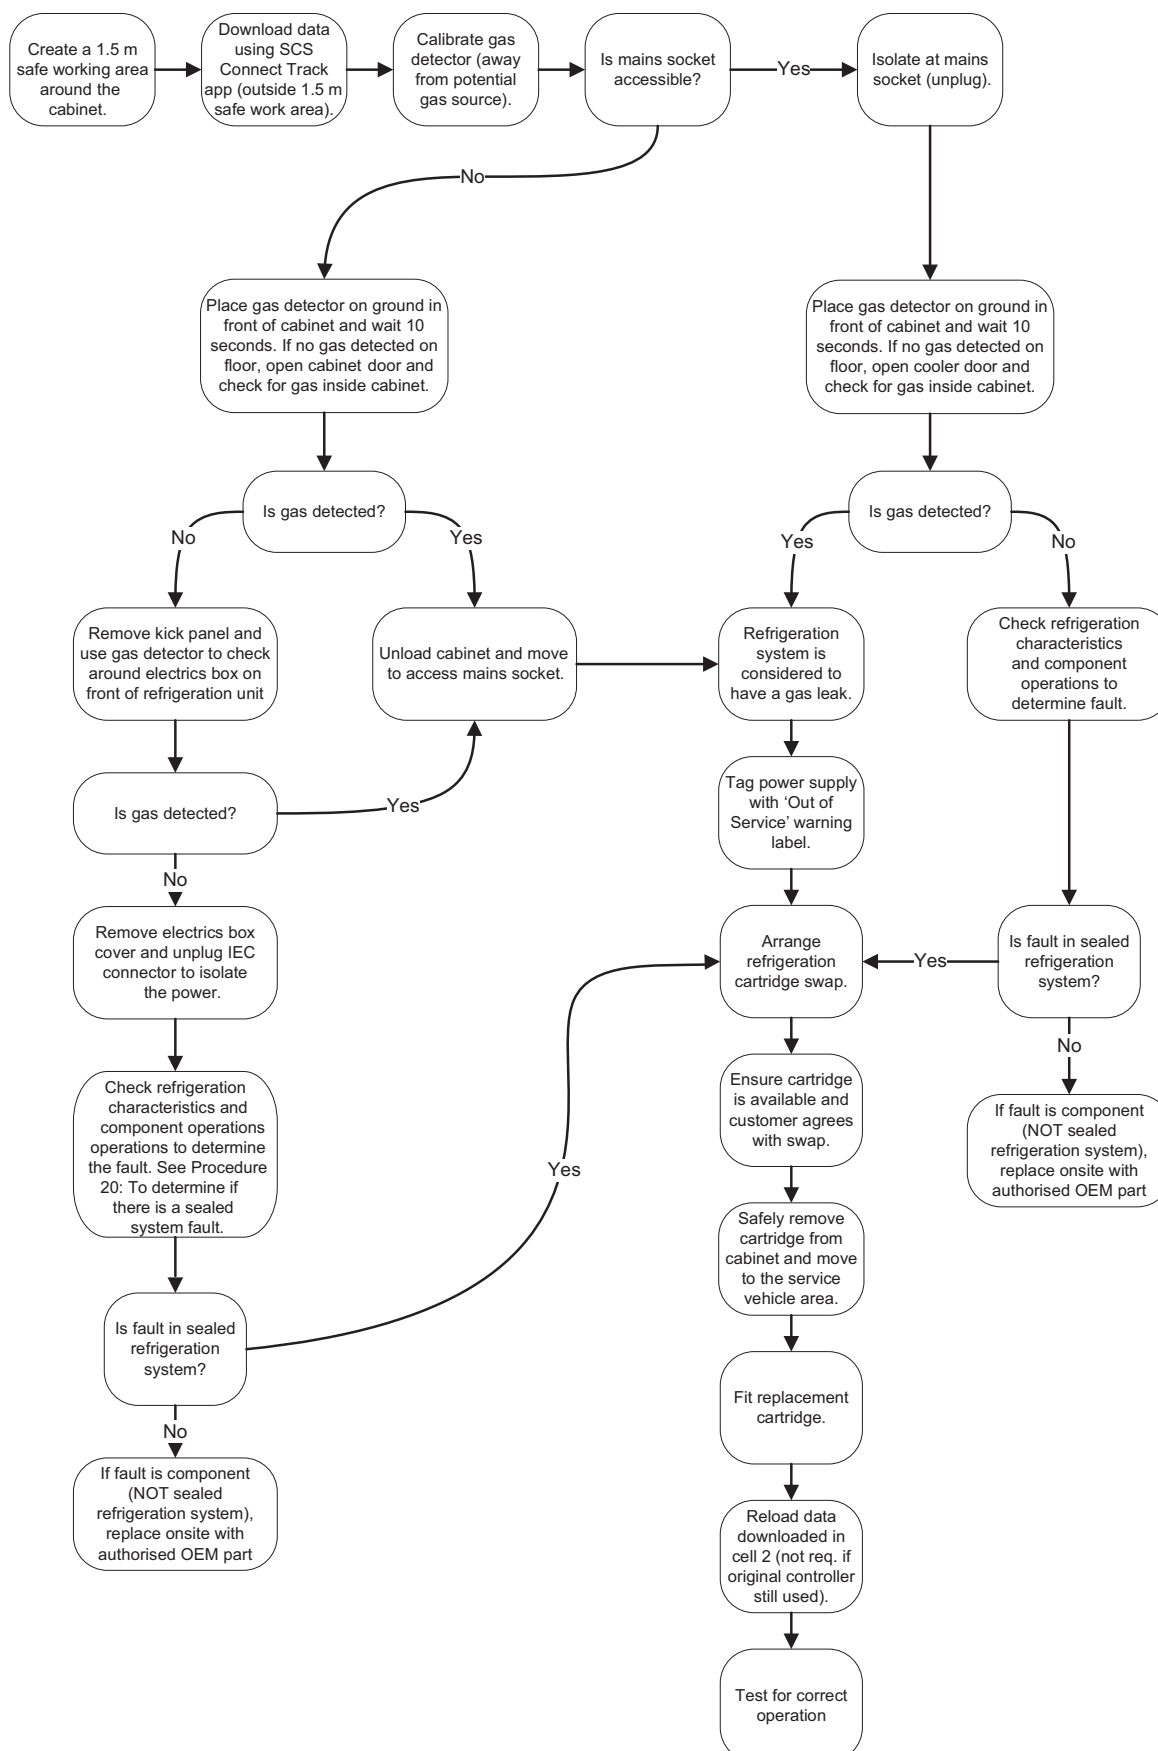 Create a 1.5 m
safe working area
around the
cabinet.
Download data
using SCS
Connect Track
app (outside 1.5 m
safe work area).
Calibrate gas
detector (away
from potential
gas source).
Is mains socket
accessible?
Yes
Isolate at mains
socket (unplug).
No
Place gas detector on ground in
front of cabinet and wait 10
seconds. If no gas detected on
floor, open cabinet door and
check for gas inside cabinet.
Place gas detector on ground in
front of cabinet and wait 10
seconds. If no gas detected on
floor, open cooler door and
check for gas inside cabinet.
Is gas detected?
Is gas detected?
No
Yes
Yes
No
Remove kick panel and
use gas detector to check
around electrics box on
front of refrigeration unit
Unload cabinet and move
to access mains socket.
Refrigeration
system is
considered to
have a gas leak.
Check refrigeration
characteristics
and component
operations to
determine fault.
Is gas detected?
Yes
Tag power supply
with ‘Out of
Service’ warning
label.
No
Remove electrics box
cover and unplug IEC
connector to isolate
the power.
Arrange
refrigeration
cartridge swap.
Yes
Is fault in sealed
refrigeration
system?
No
Check refrigeration
characteristics and
component operations
operations to determine
the fault. See Procedure
20: To determine if
there is a sealed
system fault.
Ensure cartridge
is available and
customer agrees
with swap.
If fault is component
(NOT sealed
refrigeration system),
replace onsite with
authorised OEM part
Yes
Safely remove
cartridge from
cabinet and move
to the service
vehicle area.
Is fault in sealed
refrigeration
system?
Fit replacement
cartridge.
No
If fault is component
(NOT sealed
refrigeration system),
replace onsite with
authorised OEM part
Reload data
downloaded in
cell 2 (not req. if
original controller
still used).
Test for correct
operation